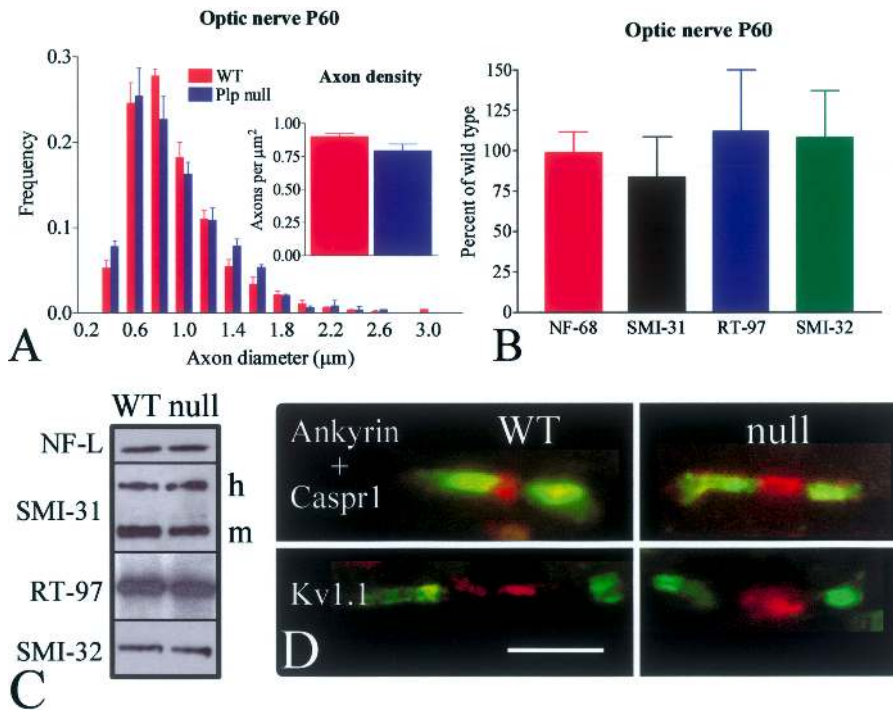 Optic nerve P60
0.3
0.2
0.1
0.0
Frequency
WT
Plp null
Axon density
1.00
0.75
0.50
0.25
0.00
Axons per µm²
0.2 0.6 1.0 1.4 1.8 2.2 2.6 3.0
Axon diameter (µm)
A
Optic nerve P60
150
125
100
75
50
25
0
Percent of wild type
NF-68 SMI-31 RT-97 SMI-32
B
WT null
NF-L
SMI-31
h
m
RT-97
SMI-32
C
Ankyrin
+
Caspr1
WT
null
Kv1.1
D